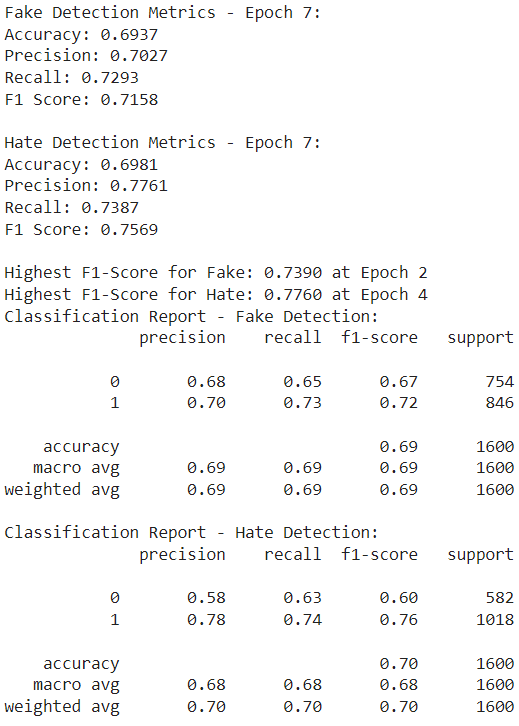 Fake Detection Metrics - Epoch 7:
Accuracy: 0.6937
Precision: 0.7027
Recall: 0.7293
F1 Score: 0.7158

Hate Detection Metrics - Epoch 7:
Accuracy: 0.6981
Precision: 0.7761
Recall: 0.7387
F1 Score: 0.7569

Highest F1-Score for Fake: 0.7390 at Epoch 2
Highest F1-Score for Hate: 0.7760 at Epoch 4
Classification Report - Fake Detection:
              precision    recall  f1-score   support

           0       0.68      0.65      0.67       754
           1       0.70      0.73      0.72       846

    accuracy                           0.69      1600
   macro avg       0.69      0.69      0.69      1600
weighted avg       0.69      0.69      0.69      1600

Classification Report - Hate Detection:
              precision    recall  f1-score   support

           0       0.58      0.63      0.60       582
           1       0.78      0.74      0.76      1018

    accuracy                           0.70      1600
   macro avg       0.68      0.68      0.68      1600
weighted avg       0.70      0.70      0.70      1600